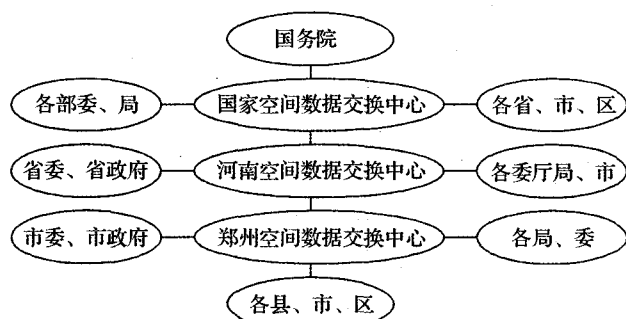 国务院
各部委、局
国家空间数据交换中心
各省、市、区
省委、省政府
河南空间数据交换中心
各委厅局、市
市委、市政府
郑州空间数据交换中心
各局、委
各县、市、区